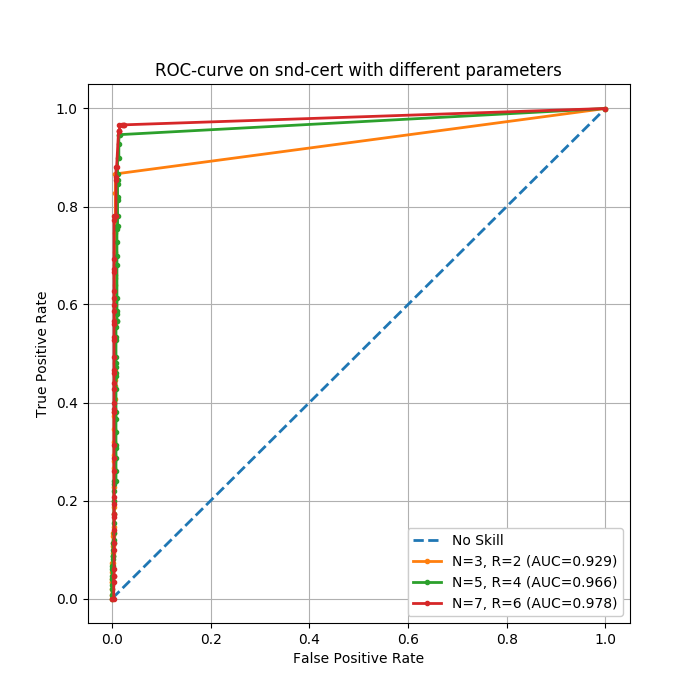 ROC-curve on snd-cert with different parameters
1.0
0.8
0.6
0.4
0.2
0.0
True Positive Rate
0.0 0.2 0.4 0.6 0.8 1.0
False Positive Rate
No Skill
N=3, R=2 (AUC=0.929)
N=5, R=4 (AUC=0.966)
N=7, R=6 (AUC=0.978)